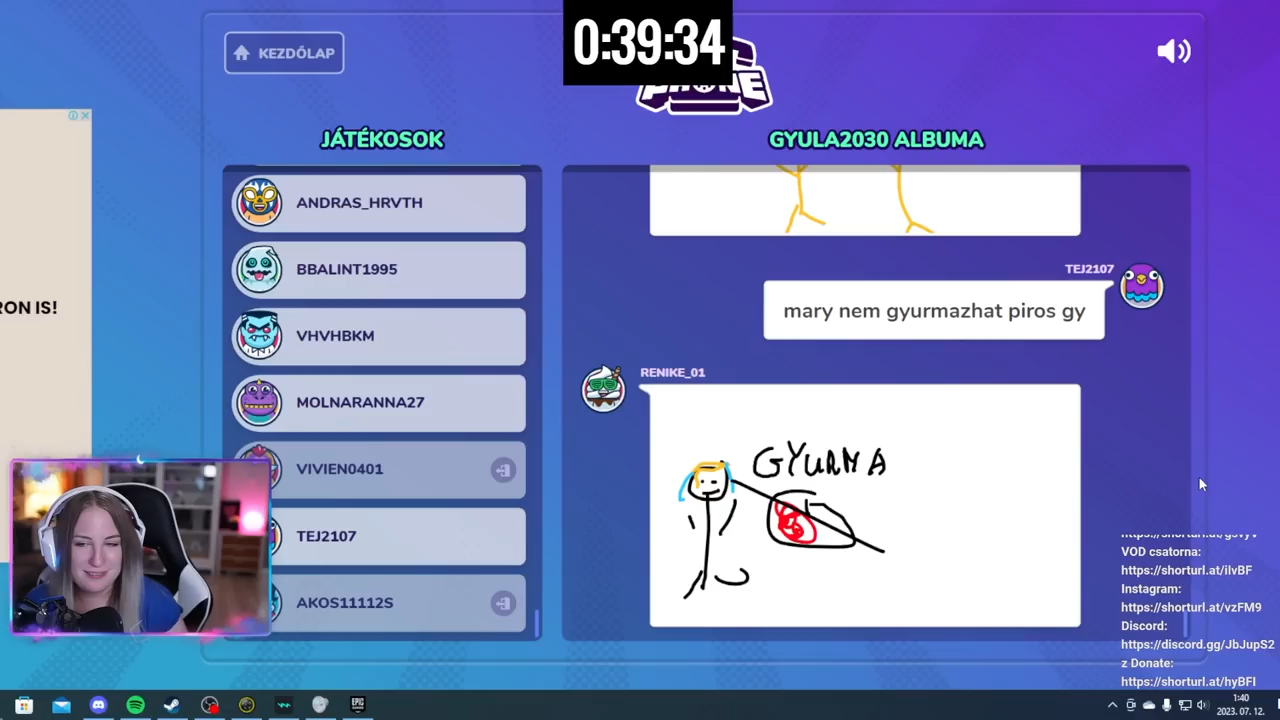 0:39:34
KEZDŐLAP
PHONE
JÁTÉKOSOK
GYULA2030 ALBUMA
RON IS!
ANDRAS_HRVTH
BBALINT1995
VHVHBKM
MOLNARANNA27
VIVIEN0401
TEJ2107
AKOS11112S
TEJ2107
mary nem gyurmazhat piros gy
RENIKE_01
GYURMA
VOD csatorna:
https://shorturl.at/ilvBF
Instagram:
https://shorturl.at/vzFM9
Discord:
https://discord.gg/JbJupS2
z Donate:
https://shorturl.at/hyBFI
EPIC
1:40
2023. 07. 12.